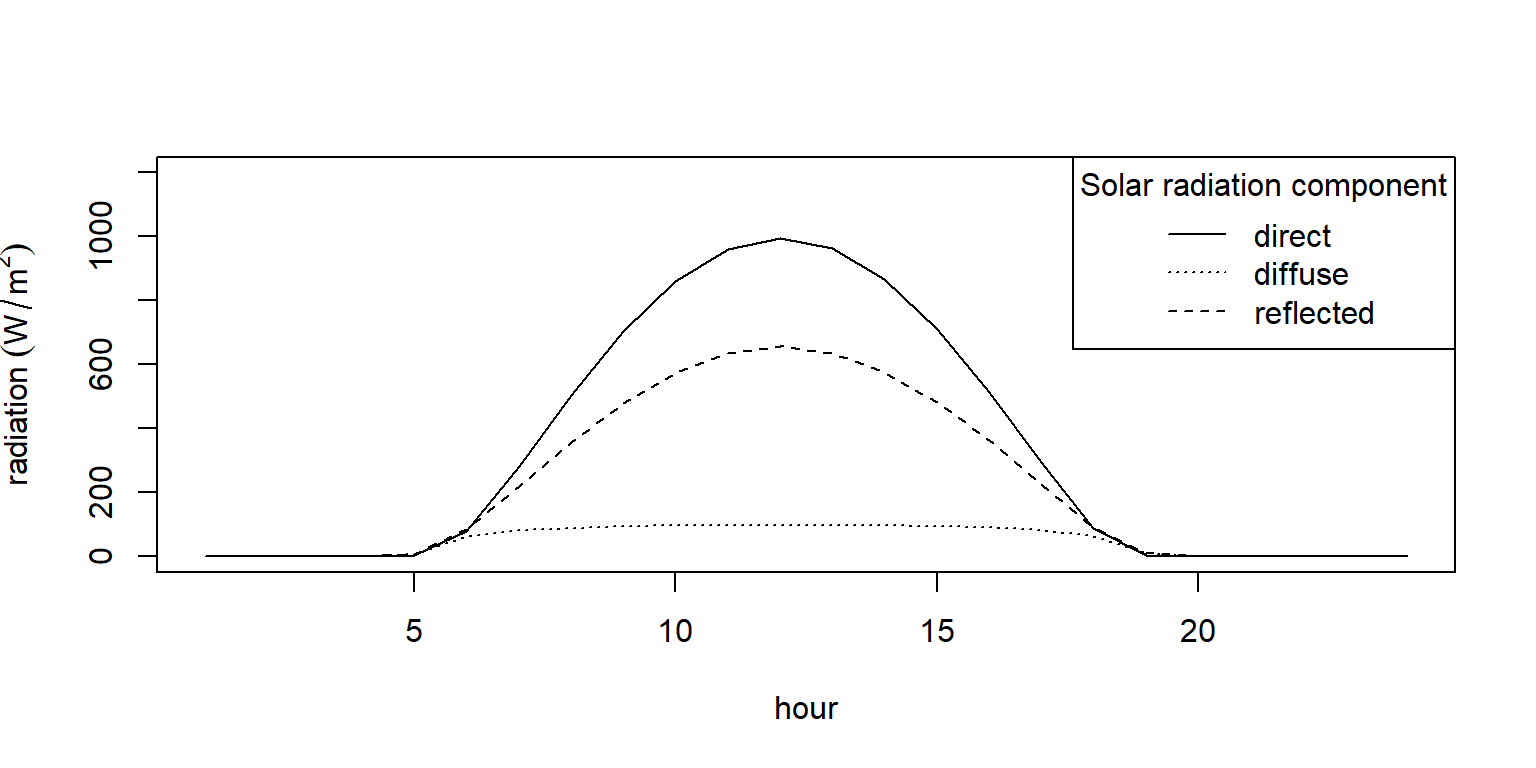 Solar radiation component
direct
diffuse
reflected
radiation (W / m²)
1000
600
200
0
5 10 15 20
hour